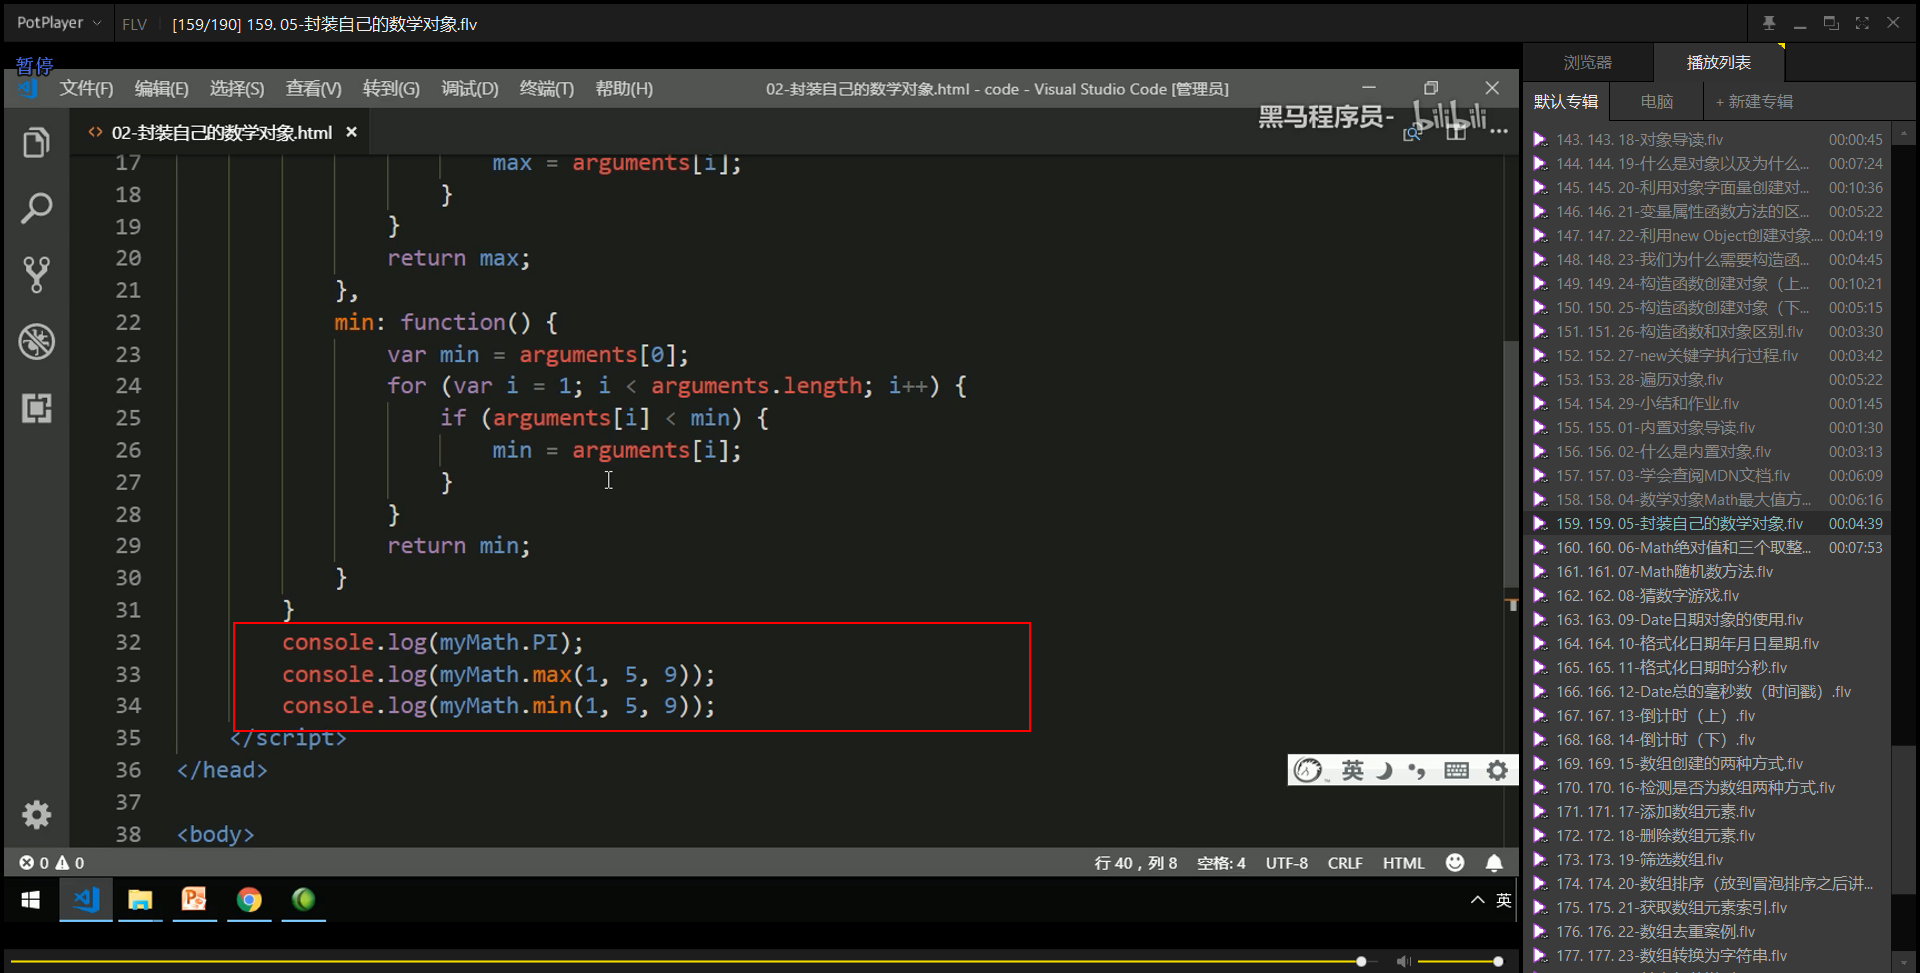 PotPlayer FLV [159/190] 159. 05-封装自己的数学对象.flv
暂停
文件(F) 编辑(E) 选择(S) 查看(V) 转到(G) 调试(D) 终端(T) 帮助(H) 02-封装自己的数学对象.html - code - Visual Studio Code [管理员]
黑马程序员- bilibili
<> 02-封装自己的数学对象.html ×
17 max = arguments[i];
18 }
19 }
20 return max;
21 },
22 min: function() {
23 var min = arguments[0];
24 for (var i = 1; i < arguments.length; i++) {
25 if (arguments[i] < min) {
26 min = arguments[i];
27 }
28 }
29 return min;
30 }
31 }
32 console.log(myMath.PI);
33 console.log(myMath.max(1, 5, 9));
34 console.log(myMath.min(1, 5, 9));
35 </script>
36 </head>
37
38 <body>
英
0 0 行 40，列 8 空格: 4 UTF-8 CRLF HTML
英
浏览器 播放列表
默认专辑 电脑 + 新建专辑
143. 143. 18-对象导读.flv 00:00:45
144. 144. 19-什么是对象以及为什么... 00:07:24
145. 145. 20-利用对象字面量创建对... 00:10:36
146. 146. 21-变量属性函数方法的区... 00:05:22
147. 147. 22-利用new Object创建对象.... 00:04:19
148. 148. 23-我们为什么需要构造函... 00:04:45
149. 149. 24-构造函数创建对象（上... 00:10:21
150. 150. 25-构造函数创建对象（下... 00:05:15
151. 151. 26-构造函数和对象区别.flv 00:03:30
152. 152. 27-new关键字执行过程.flv 00:03:42
153. 153. 28-遍历对象.flv 00:05:22
154. 154. 29-小结和作业.flv 00:01:45
155. 155. 01-内置对象导读.flv 00:01:30
156. 156. 02-什么是内置对象.flv 00:03:13
157. 157. 03-学会查阅MDN文档.flv 00:06:09
158. 158. 04-数学对象Math最大值方... 00:06:16
159. 159. 05-封装自己的数学对象.flv 00:04:39
160. 160. 06-Math绝对值和三个取整... 00:07:53
161. 161. 07-Math随机数方法.flv
162. 162. 08-猜数字游戏.flv
163. 163. 09-Date日期对象的使用.flv
164. 164. 10-格式化日期年月日星期.flv
165. 165. 11-格式化日期时分秒.flv
166. 166. 12-Date总的毫秒数（时间戳）.flv
167. 167. 13-倒计时（上）.flv
168. 168. 14-倒计时（下）.flv
169. 169. 15-数组创建的两种方式.flv
170. 170. 16-检测是否为数组两种方式.flv
171. 171. 17-添加数组元素.flv
172. 172. 18-删除数组元素.flv
173. 173. 19-筛选数组.flv
174. 174. 20-数组排序（放到冒泡排序之后讲...
175. 175. 21-获取数组元素索引.flv
176. 176. 22-数组去重案例.flv
177. 177. 23-数组转换为字符串.flv